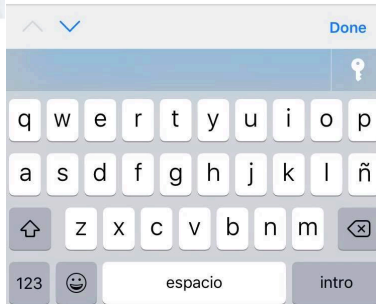 Done
q w e r t y u i o p
a s d f g h j k l ñ
z x c v b n m
123 espacio intro